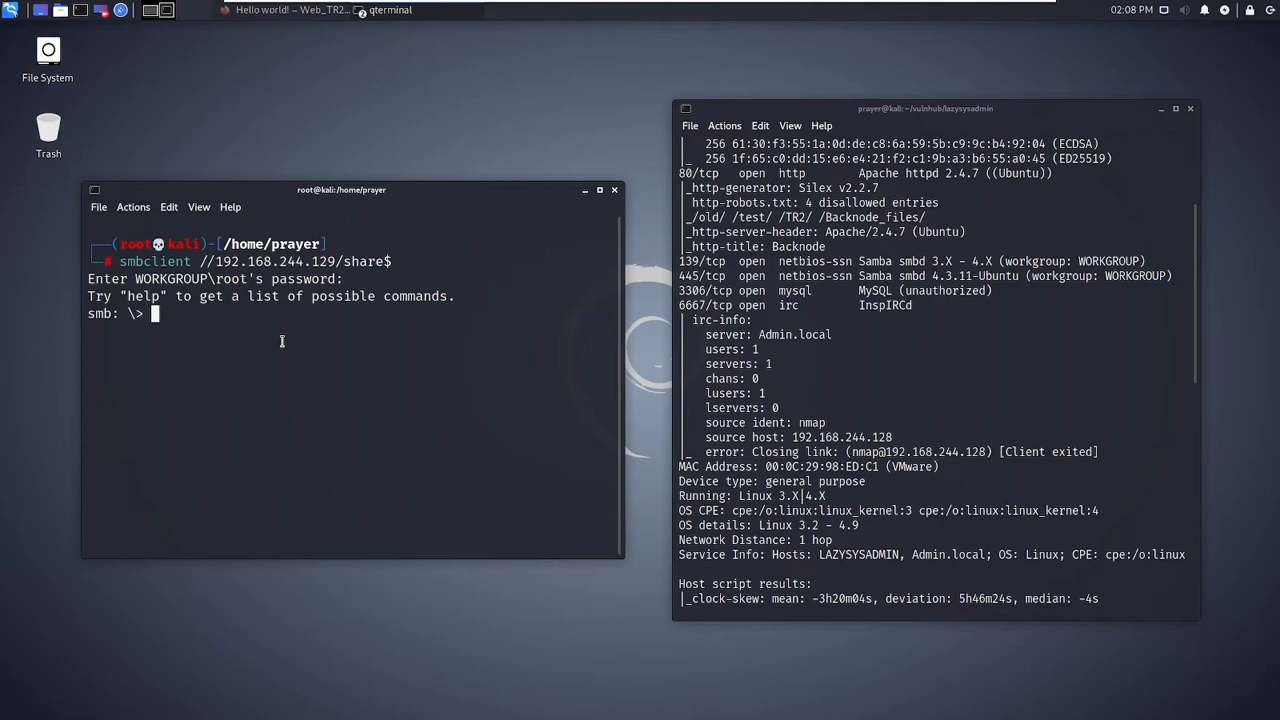 Hello world! – Web_TR2...
qterminal
2
02:08 PM
File System
Trash
root@kali:/home/prayer
File Actions Edit View Help
┌──(root💀kali)-[/home/prayer]
└─# smbclient //192.168.244.129/share$
Enter WORKGROUP\root's password:
Try "help" to get a list of possible commands.
smb: \>
prayer@kali:~/vulnhub/lazysysadmin
File Actions Edit View Help
|   256 61:30:f3:55:1a:0d:de:c8:6a:59:5b:c9:9c:b4:92:04 (ECDSA)
|_  256 1f:65:c0:dd:15:e6:e4:21:f2:c1:9b:a3:b6:55:a0:45 (ED25519)
80/tcp   open  http        Apache httpd 2.4.7 ((Ubuntu))
|_http-generator: Silex v2.2.7
| http-robots.txt: 4 disallowed entries
|_/old/ /test/ /TR2/ /Backnode_files/
|_http-server-header: Apache/2.4.7 (Ubuntu)
|_http-title: Backnode
139/tcp  open  netbios-ssn Samba smbd 3.X - 4.X (workgroup: WORKGROUP)
445/tcp  open  netbios-ssn Samba smbd 4.3.11-Ubuntu (workgroup: WORKGROUP)
3306/tcp open  mysql       MySQL (unauthorized)
6667/tcp open  irc         InspIRCd
| irc-info:
|   server: Admin.local
|   users: 1
|   servers: 1
|   chans: 0
|   lusers: 1
|   lservers: 0
|   source ident: nmap
|   source host: 192.168.244.128
|_  error: Closing link: (nmap@192.168.244.128) [Client exited]
MAC Address: 00:0C:29:98:ED:C1 (VMware)
Device type: general purpose
Running: Linux 3.X|4.X
OS CPE: cpe:/o:linux:linux_kernel:3 cpe:/o:linux:linux_kernel:4
OS details: Linux 3.2 - 4.9
Network Distance: 1 hop
Service Info: Hosts: LAZYSYSADMIN, Admin.local; OS: Linux; CPE: cpe:/o:linux
Host script results:
|_clock-skew: mean: -3h20m04s, deviation: 5h46m24s, median: -4s